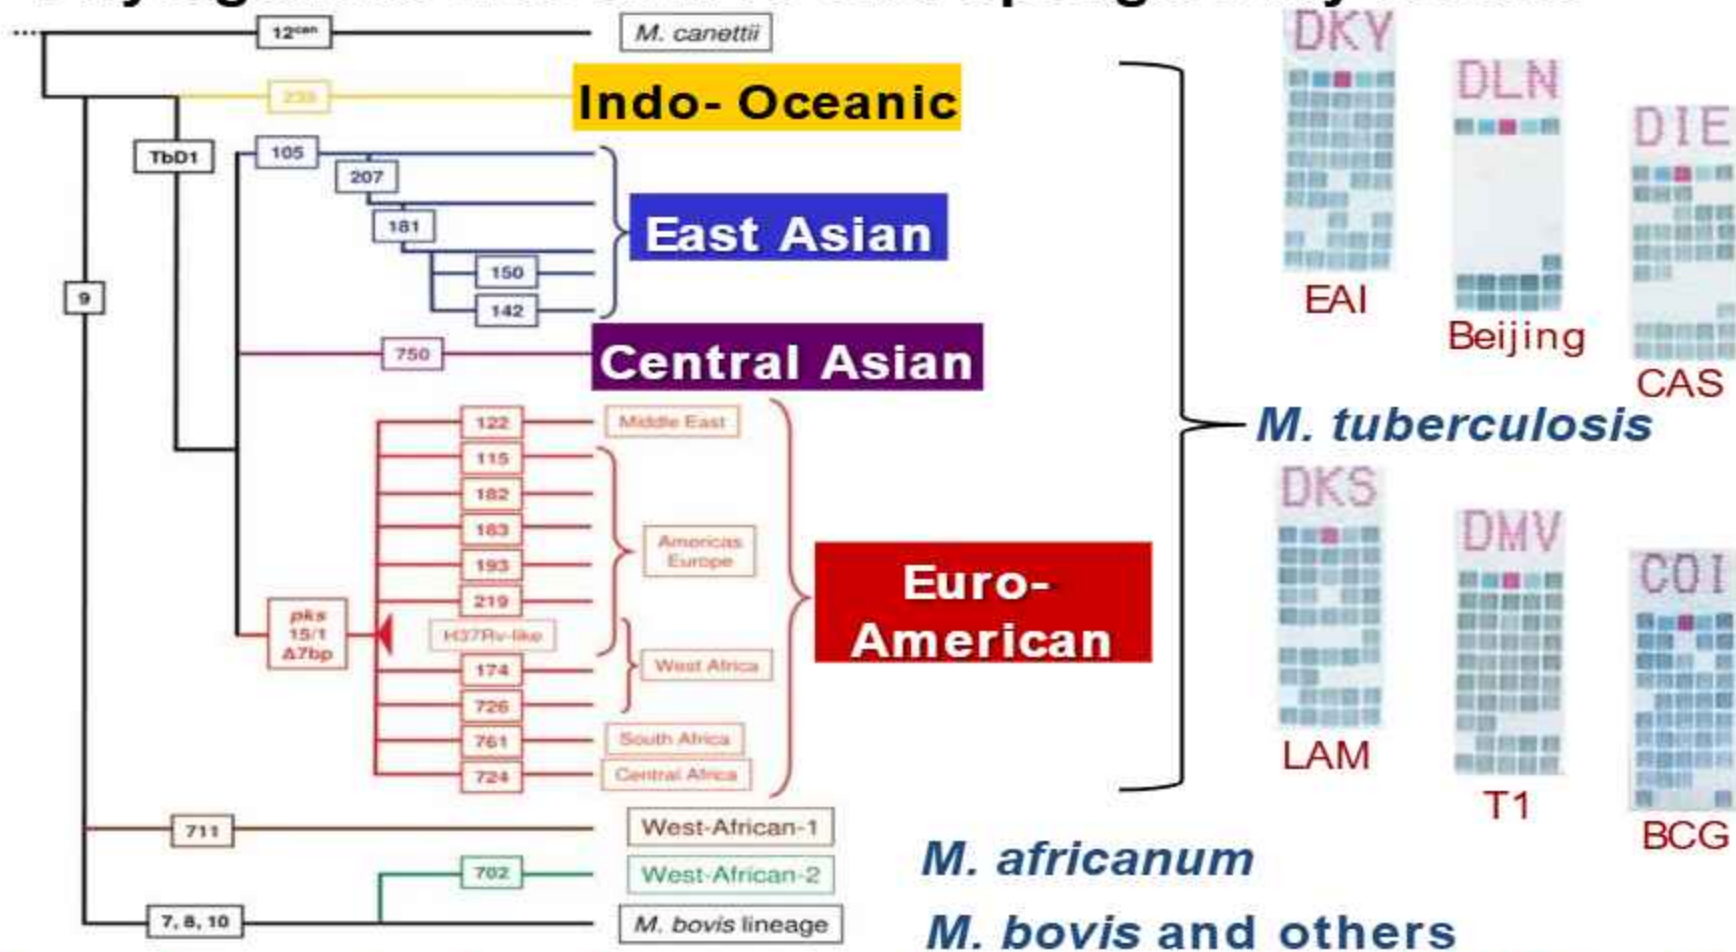 12ᶜᵃⁿ
M. canettii
239
Indo- Oceanic
TbD1
105
207
181
150
142
East Asian
9
750
Central Asian
122
Middle East
115
182
183
193
219
Americas
Europe
H37Rv-like
pks
15/1
Δ7bp
174
726
West Africa
761
South Africa
724
Central Africa
Euro-
American
711
West-African-1
702
West-African-2
7, 8, 10
M. bovis lineage
M. tuberculosis
M. africanum
M. bovis and others
DKY
EAI
DLN
Beijing
DIE
CAS
DKS
LAM
DMV
T1
COI
BCG